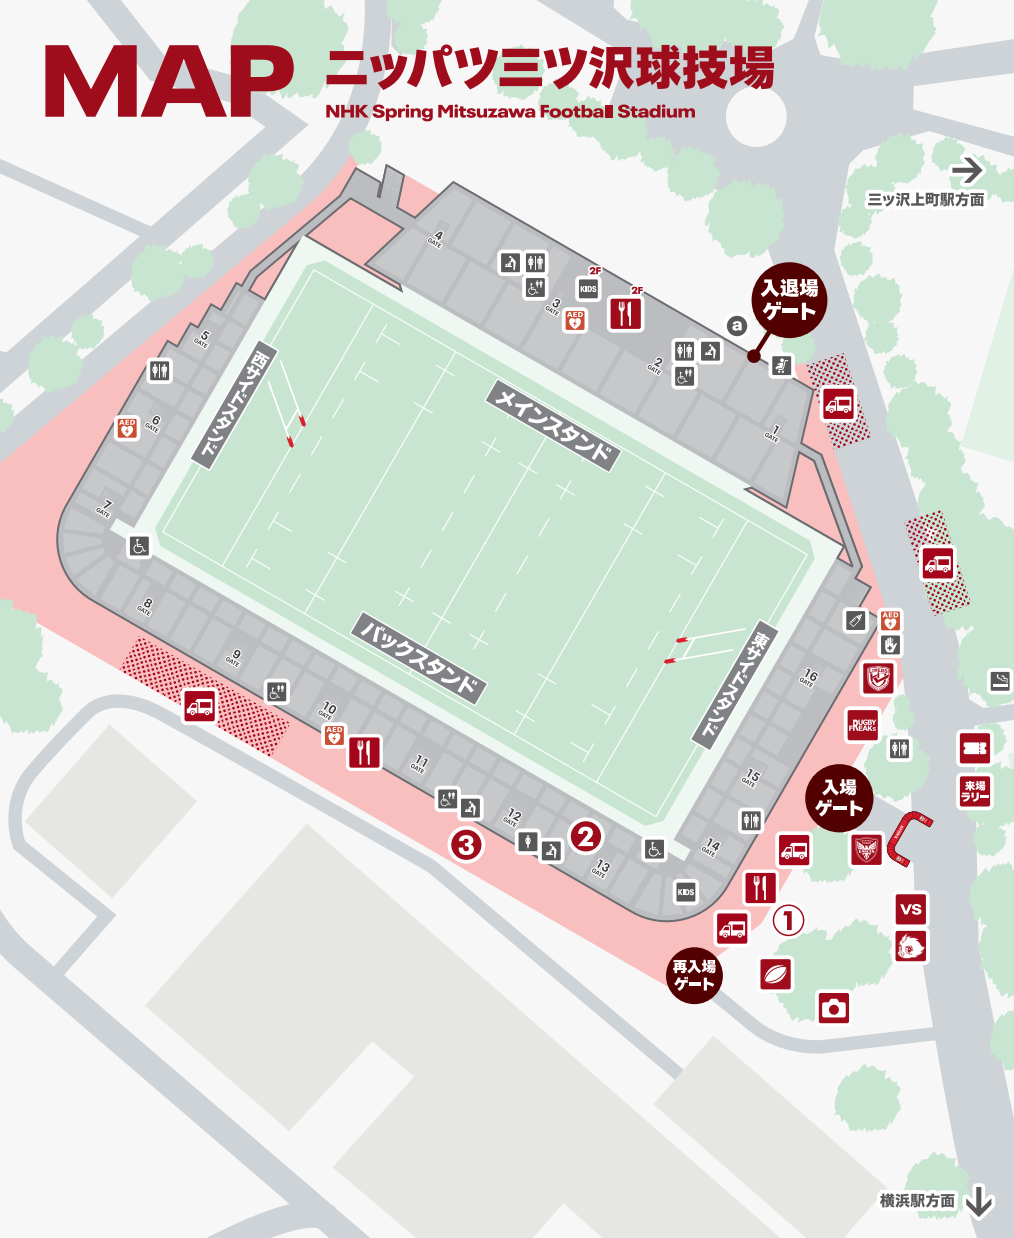 MAP
ニッパツ三ツ沢球技場
NHK Spring Mitsuzawa Football Stadium
三ッ沢上町駅方面
4
GATE
2F
KIDS
2F
3
GATE
AED
入退場
ゲート
a
2
GATE
5
GATE
西サイドスタンド
メインスタンド
6
GATE
AED
1
GATE
7
GATE
8
GATE
バックスタンド
東サイドスタンド
AED
9
GATE
16
GATE
10
GATE
AED
RUGBY
FREAKs
11
GATE
15
GATE
入場
ゲート
来場
ラリー
12
GATE
3
2
13
GATE
14
GATE
KIDS
1
VS
再入場
ゲート
横浜駅方面